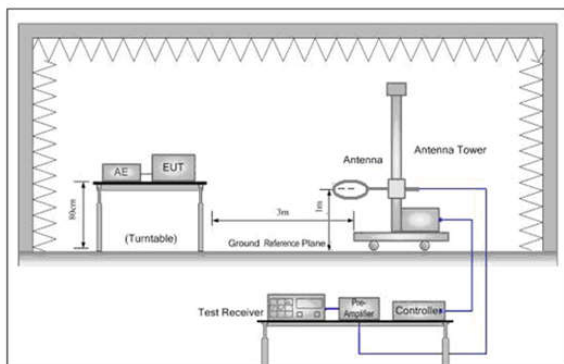 Antenna
Antenna Tower
AE
EUT
80cm
(Turntable)
3m
1m
Ground Reference Plane
Test Receiver
Pre-
Amplifier
Controller